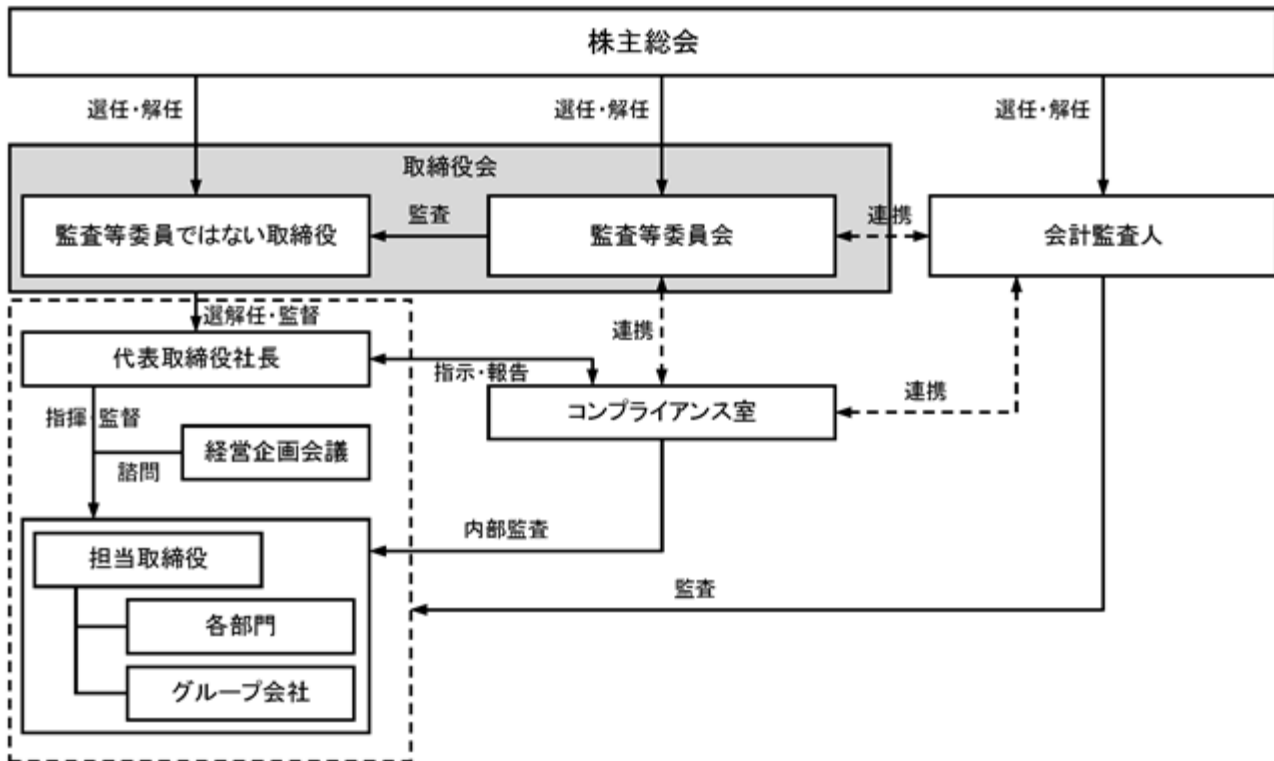 株主総会
選任・解任
選任・解任
選任・解任
取締役会
監査等委員ではない取締役
監査
監査等委員会
連携
会計監査人
選解任・監督
代表取締役社長
指示・報告
連携
コンプライアンス室
連携
指揮・監督
経営企画会議
諮問
内部監査
担当取締役
監査
各部門
グループ会社